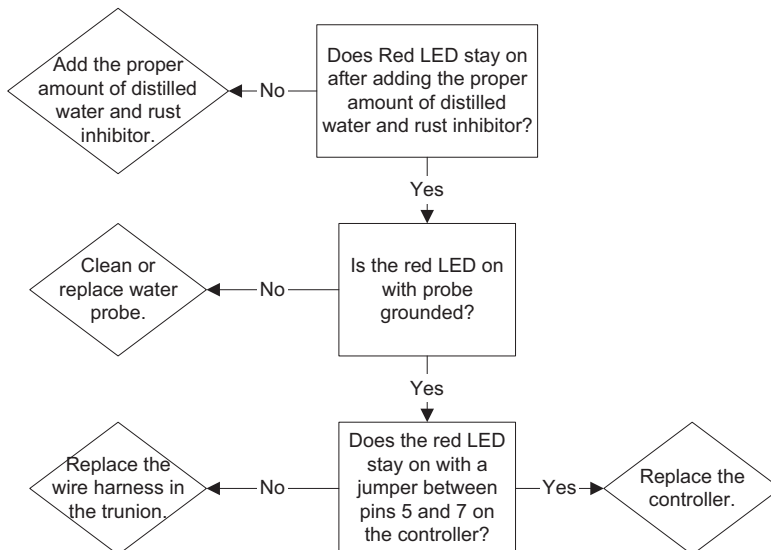 Add the proper
amount of distilled
water and rust
inhibitor.
No
Does Red LED stay on
after adding the proper
amount of distilled
water and rust inhibitor?
Yes
Clean or
replace water
probe.
No
Is the red LED on
with probe
grounded?
Yes
Replace the
wire harness in
the trunion.
No
Does the red LED
stay on with a
jumper between
pins 5 and 7 on
the controller?
Yes
Replace the
controller.